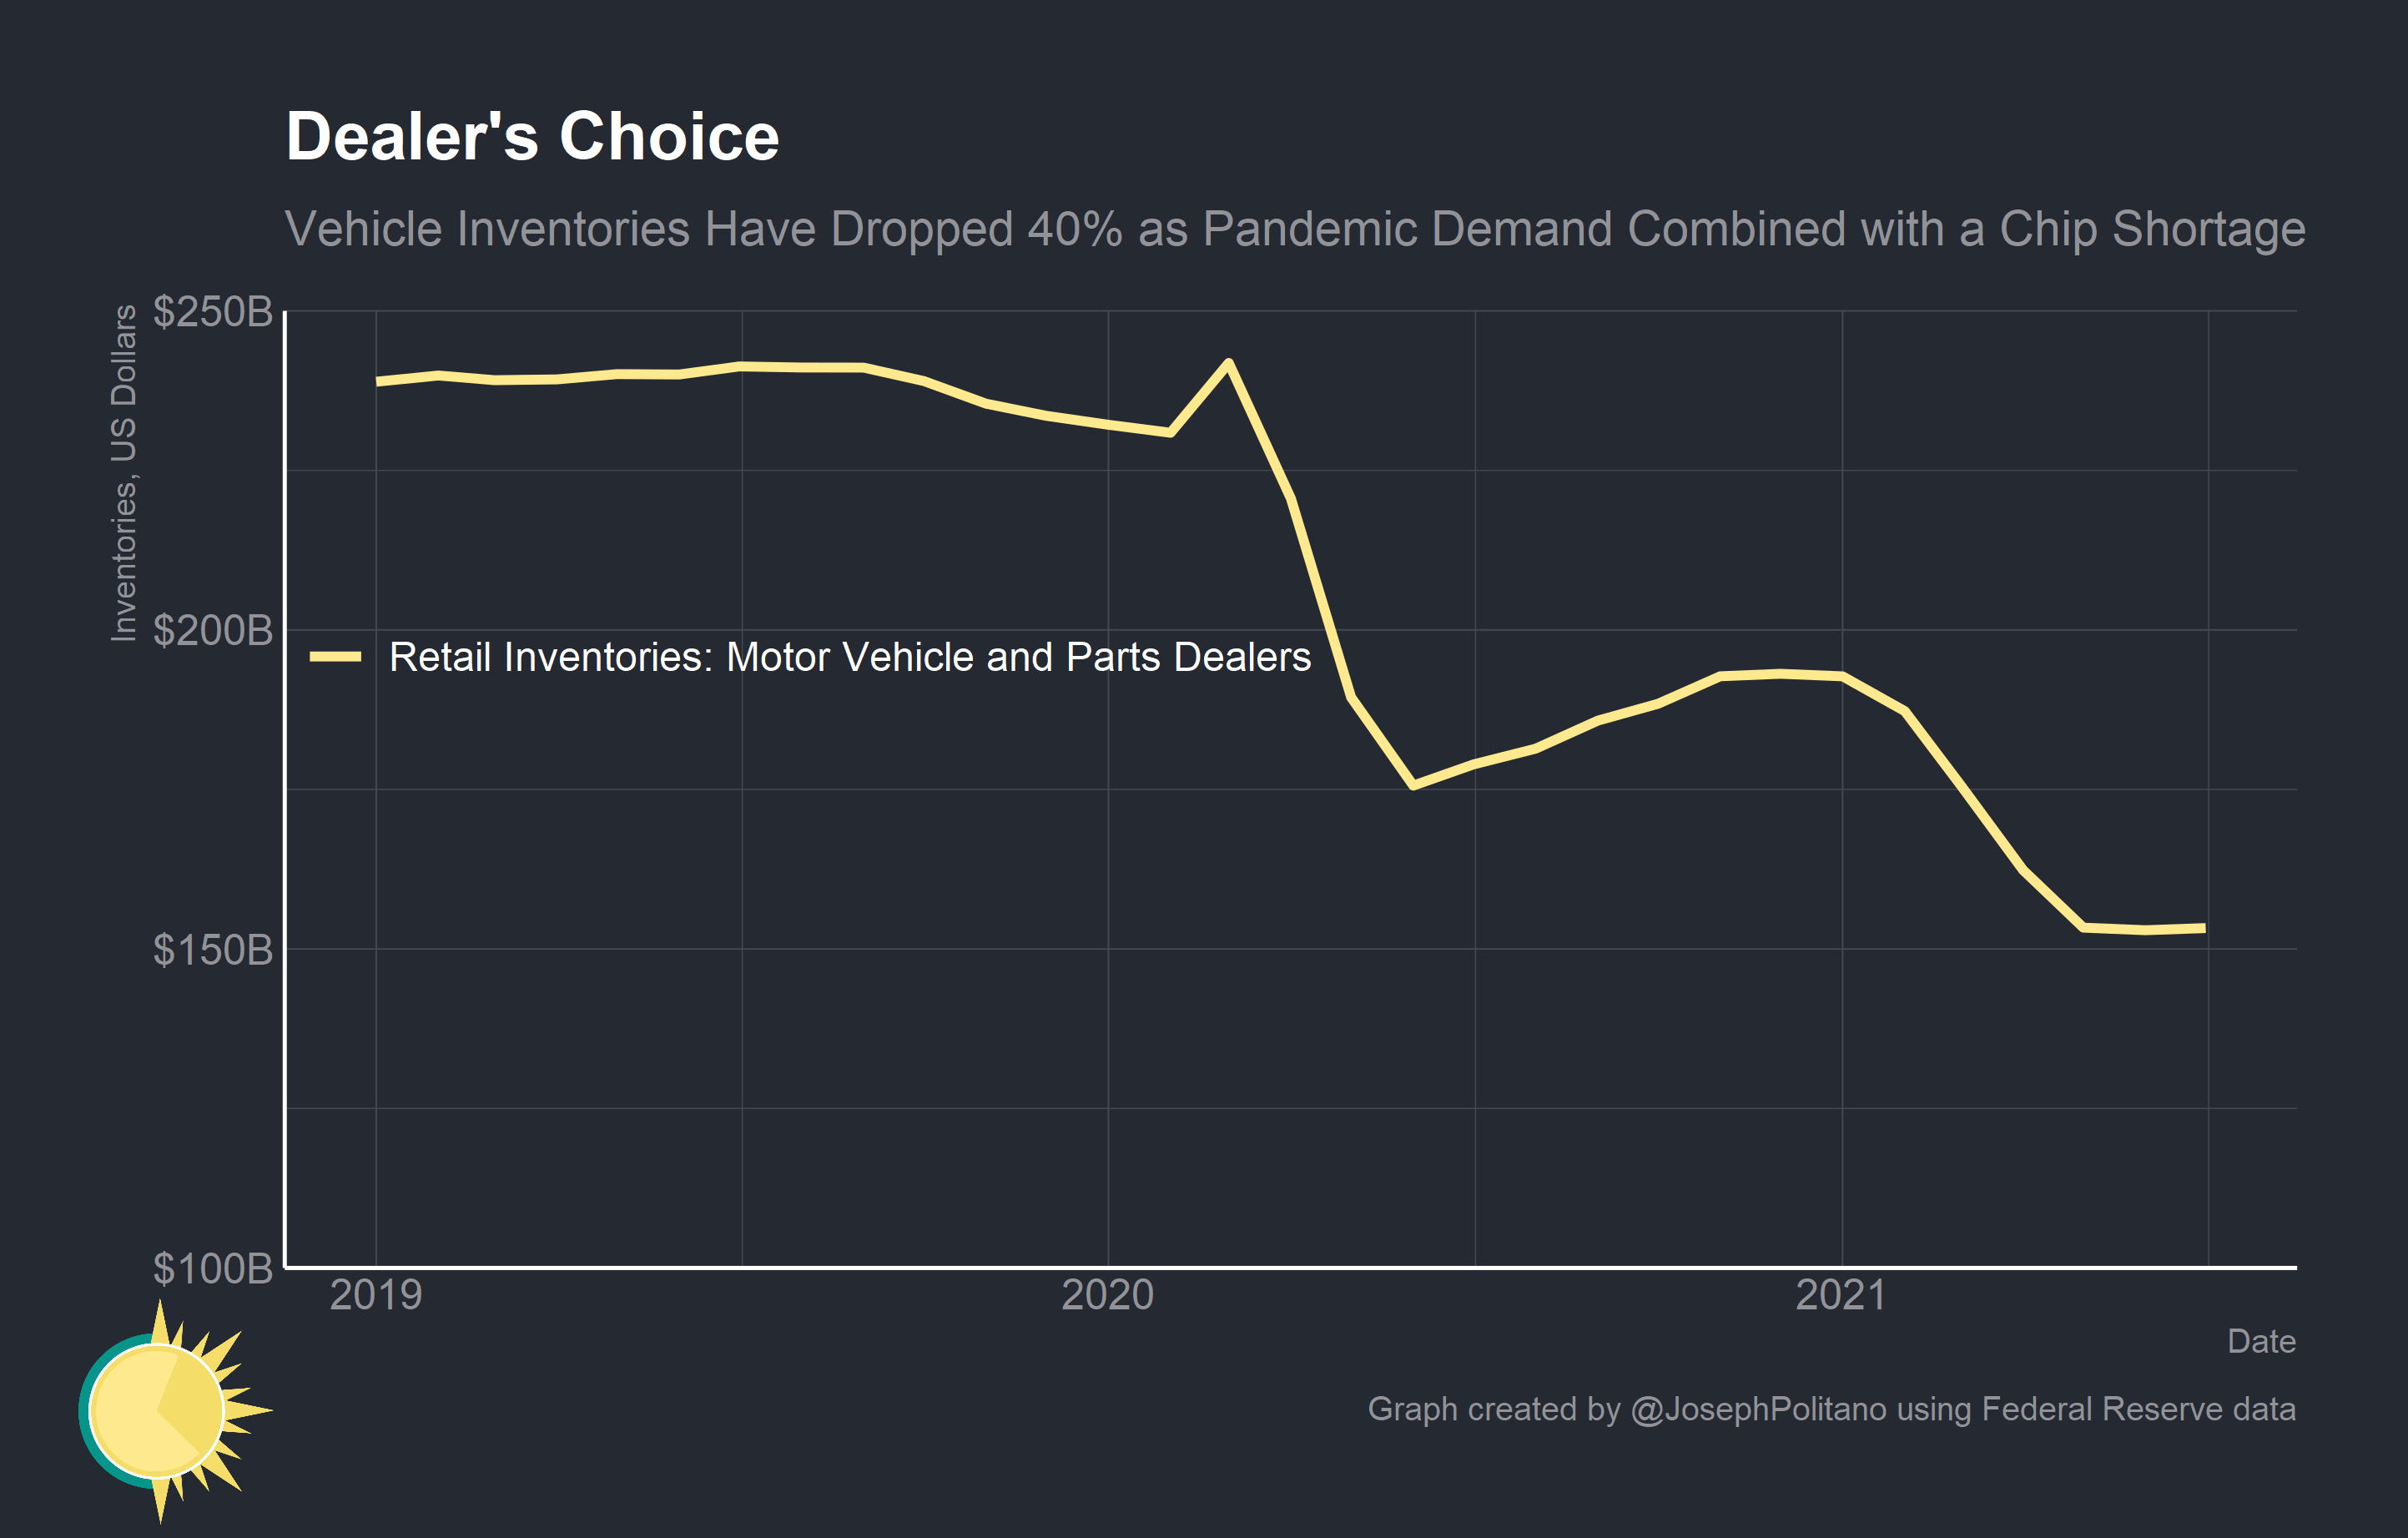 Dealer's Choice
Vehicle Inventories Have Dropped 40% as Pandemic Demand Combined with a Chip Shortage
Inventories, US Dollars
$250B
$200B
Retail Inventories: Motor Vehicle and Parts Dealers
$150B
$100B
2019
2020
2021
Date
Graph created by @JosephPolitano using Federal Reserve data